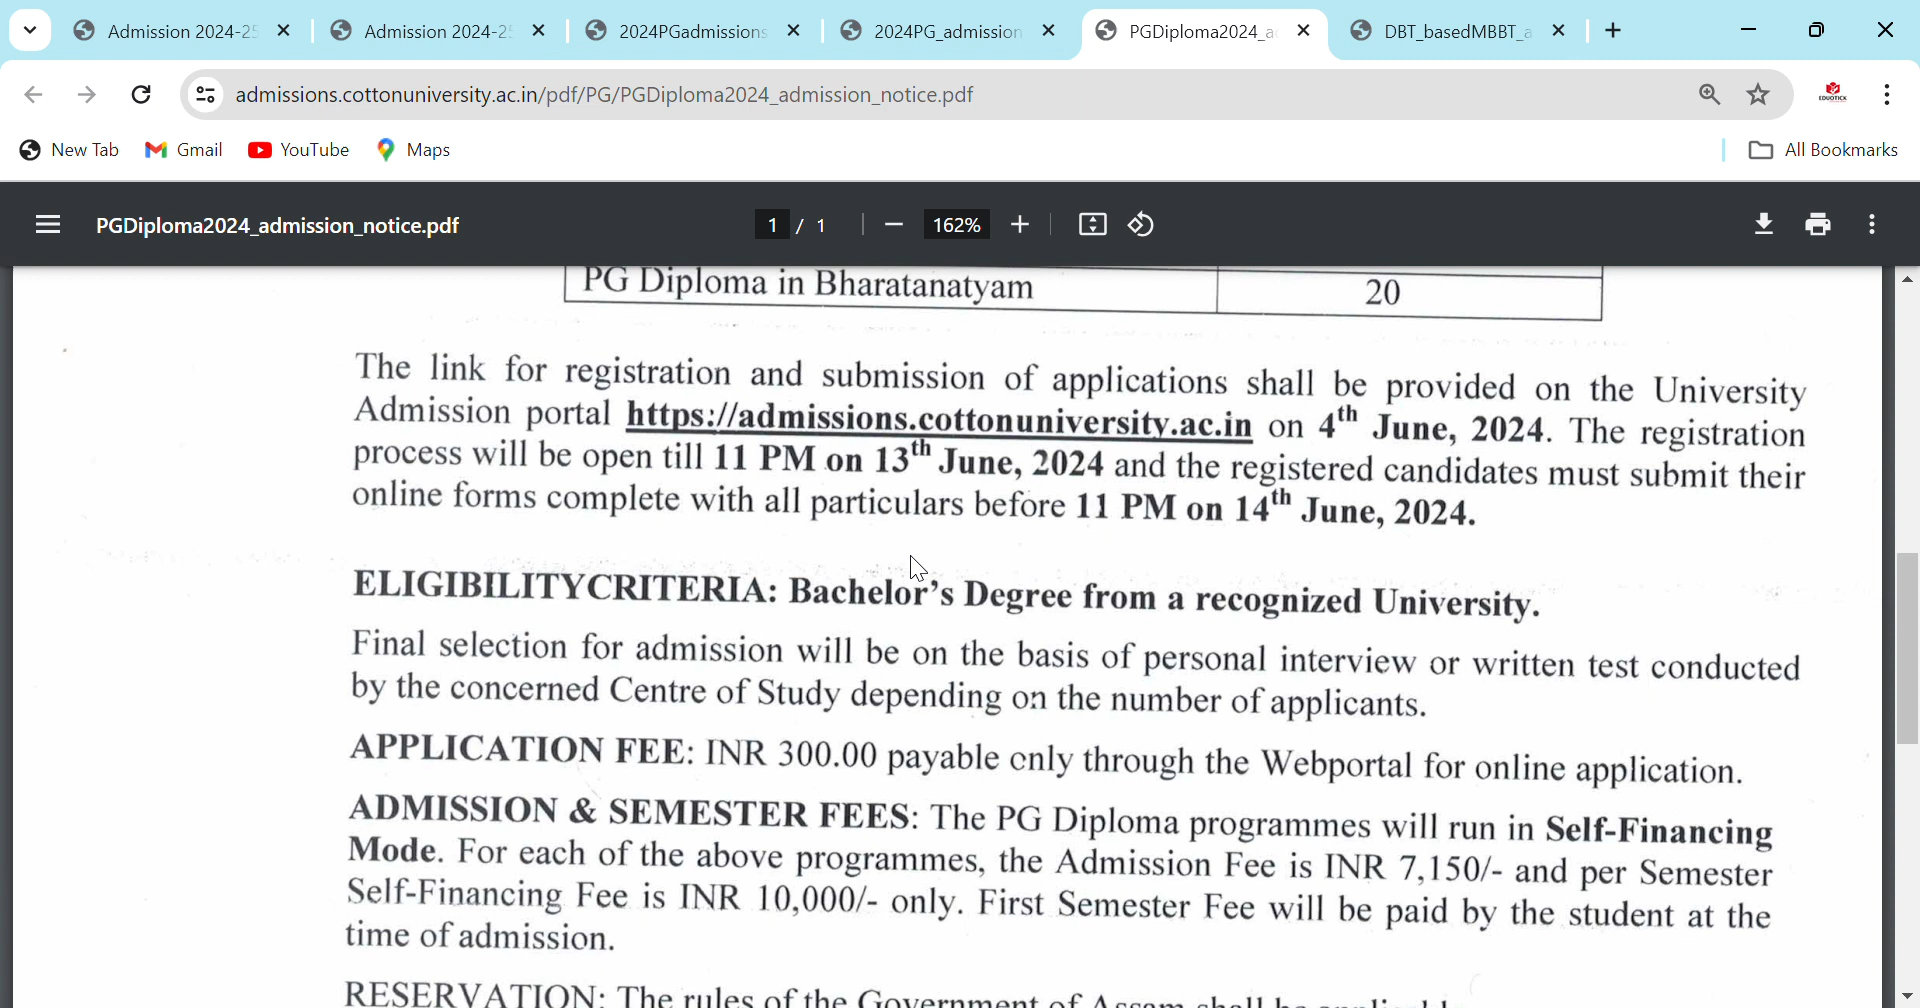 Admission 2024-25
Admission 2024-25
2024PGadmissions
2024PG_admission
PGDiploma2024_a
DBT_basedMBBT_a
admissions.cottonuniversity.ac.in/pdf/PG/PGDiploma2024_admission_notice.pdf
EDUOTICK
New Tab
Gmail
YouTube
Maps
All Bookmarks
PGDiploma2024_admission_notice.pdf
1 / 1
162%
PG Diploma in Bharatanatyam 20
The link for registration and submission of applications shall be provided on the University
Admission portal https://admissions.cottonuniversity.ac.in on 4th June, 2024. The registration
process will be open till 11 PM on 13th June, 2024 and the registered candidates must submit their
online forms complete with all particulars before 11 PM on 14th June, 2024.
ELIGIBILITYCRITERIA: Bachelor's Degree from a recognized University.
Final selection for admission will be on the basis of personal interview or written test conducted
by the concerned Centre of Study depending on the number of applicants.
APPLICATION FEE: INR 300.00 payable only through the Webportal for online application.
ADMISSION & SEMESTER FEES: The PG Diploma programmes will run in Self-Financing
Mode. For each of the above programmes, the Admission Fee is INR 7,150/- and per Semester
Self-Financing Fee is INR 10,000/- only. First Semester Fee will be paid by the student at the
time of admission.
RESERVATION: The rules of the Government of Assam shall be